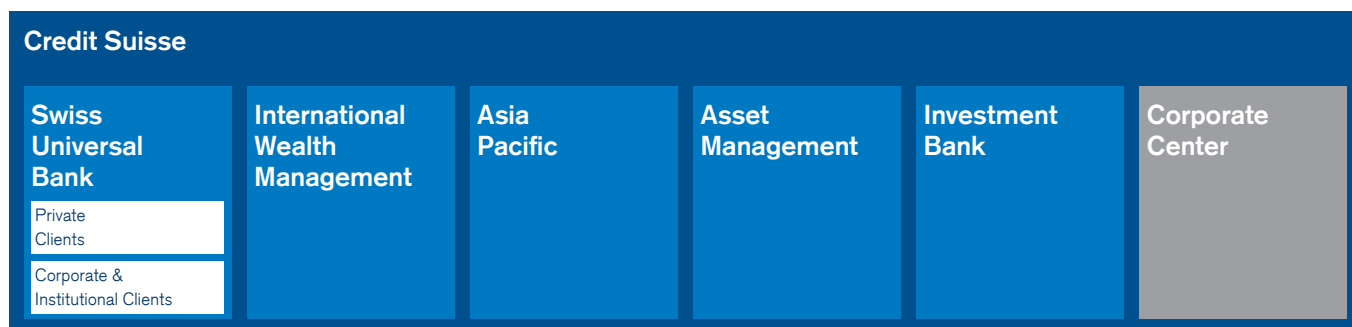 Credit Suisse
Swiss
Universal
Bank
Private
Clients
Corporate &
Institutional Clients
International
Wealth
Management
Asia
Pacific
Asset
Management
Investment
Bank
Corporate
Center